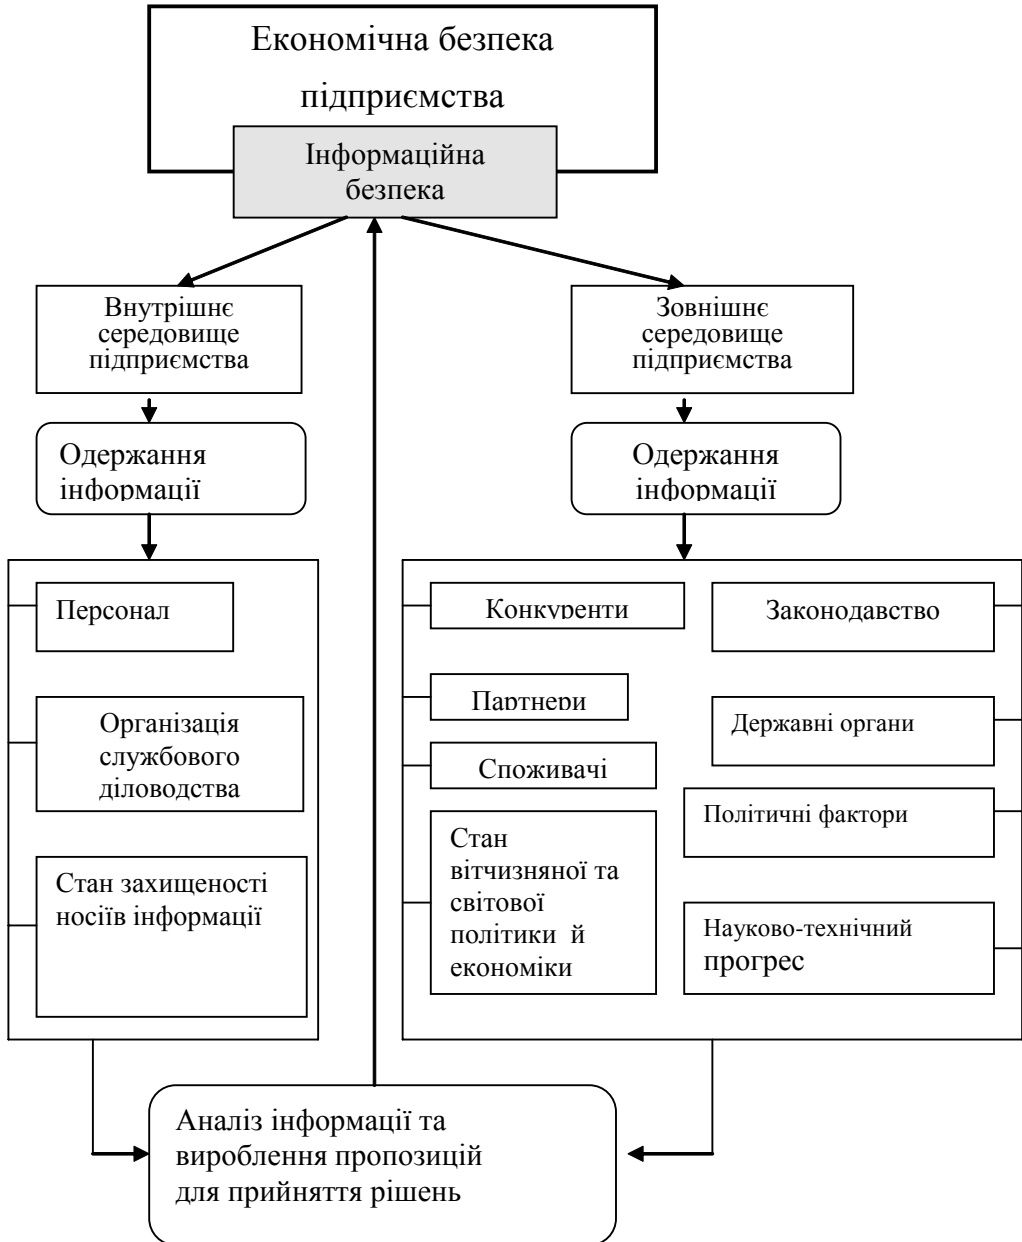 Економічна безпека
підприємства
Інформаційна
безпека
Внутрішнє
середовище
підприємства
Зовнішнє
середовище
підприємства
Одержання
інформації
Одержання
інформації
Персонал
Організація
службового
діловодства
Стан захищеності
носіїв інформації
Конкуренти
Партнери
Споживачі
Стан
вітчизняної та
світової
політики й
економіки
Законодавство
Державні органи
Політичні фактори
Науково-технічний
прогрес
Аналіз інформації та
вироблення пропозицій
для прийняття рішень